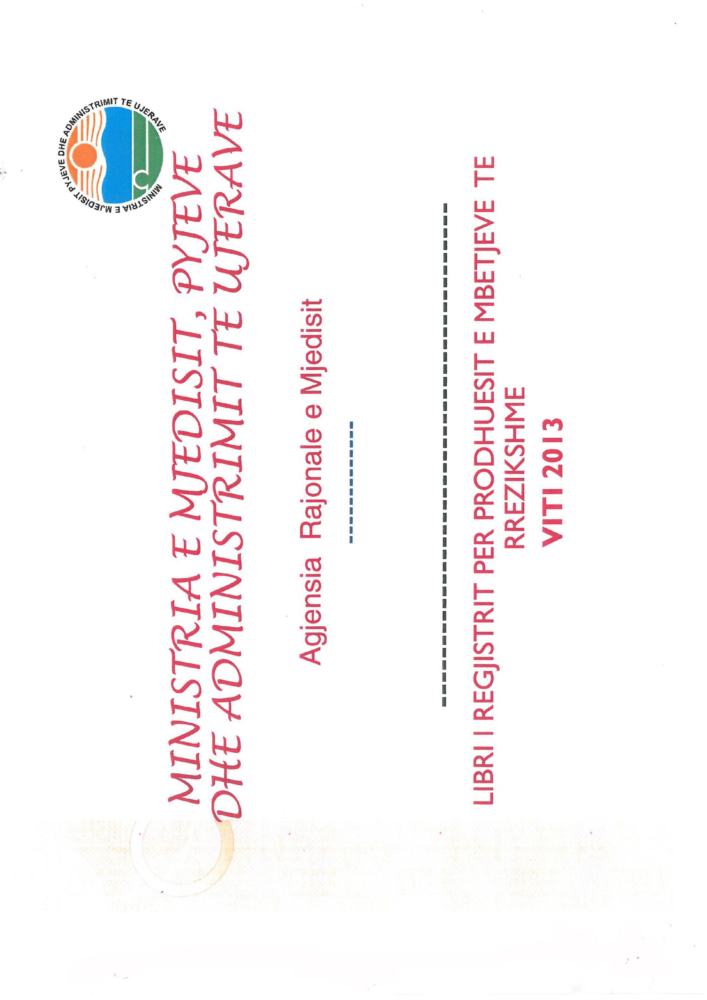 MINISTRIA E MJEDISIT PYJEVE DHE ADMINISTRIMIT TE UJERAVE
MINISTRIA E MJEDISIT, PYJEVE
DHE ADMINISTRIMIT TE UJERAVE
Agjensia Rajonale e Mjedisit
LIBRI I REGJISTRIT PER PRODHUESIT E MBETJEVE TE
RREZIKSHME
VITI 2013